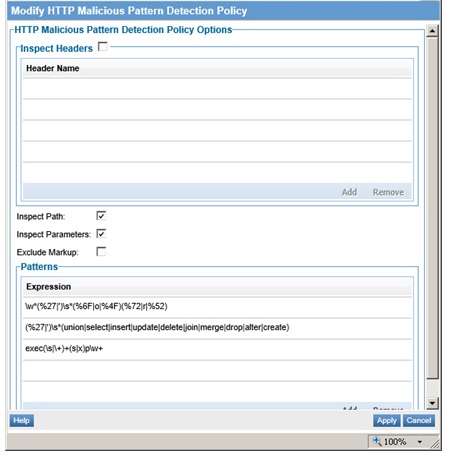 Modify HTTP Malicious Pattern Detection Policy
HTTP Malicious Pattern Detection Policy Options
Inspect Headers
Header Name
Add Remove
Inspect Path:
Inspect Parameters:
Exclude Markup:
Patterns
Expression
\w*(%27|')\s*(%6F|o|%4F)(%72|r|%52)
(%27|')\s*(union|select|insert|update|delete|join|merge|drop|alter|create)
exec(\s|\+)+(s|x)p\w+
Add Remove
Help Apply Cancel
100%